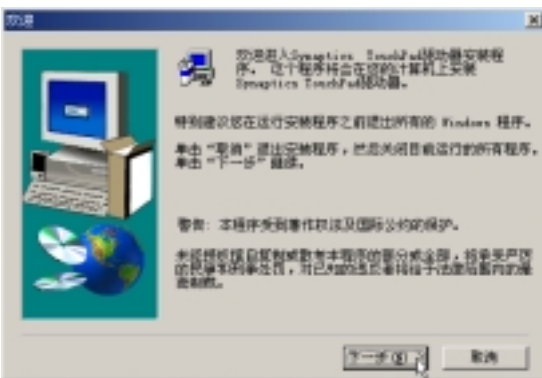 欢迎
欢迎进入Synaptics TouchPad驱动器安装程
序。 这个程序将会在您的计算机上安装
Synaptics TouchPad驱动器。
特别建议您在运行安装程序之前退出所有的 Windows 程序。
单击 “取消” 退出安装程序，然后关闭目前运行的所有程序。
单击 “下一步” 继续。
警告: 本程序受到著作权法及国际公约的保护。
未经授权擅自复制或散布本程序的部分或全部，将承受严厉
的民事和刑事处罚，对已知的违反者将给于法律范围内的最
下一步(N)
取消